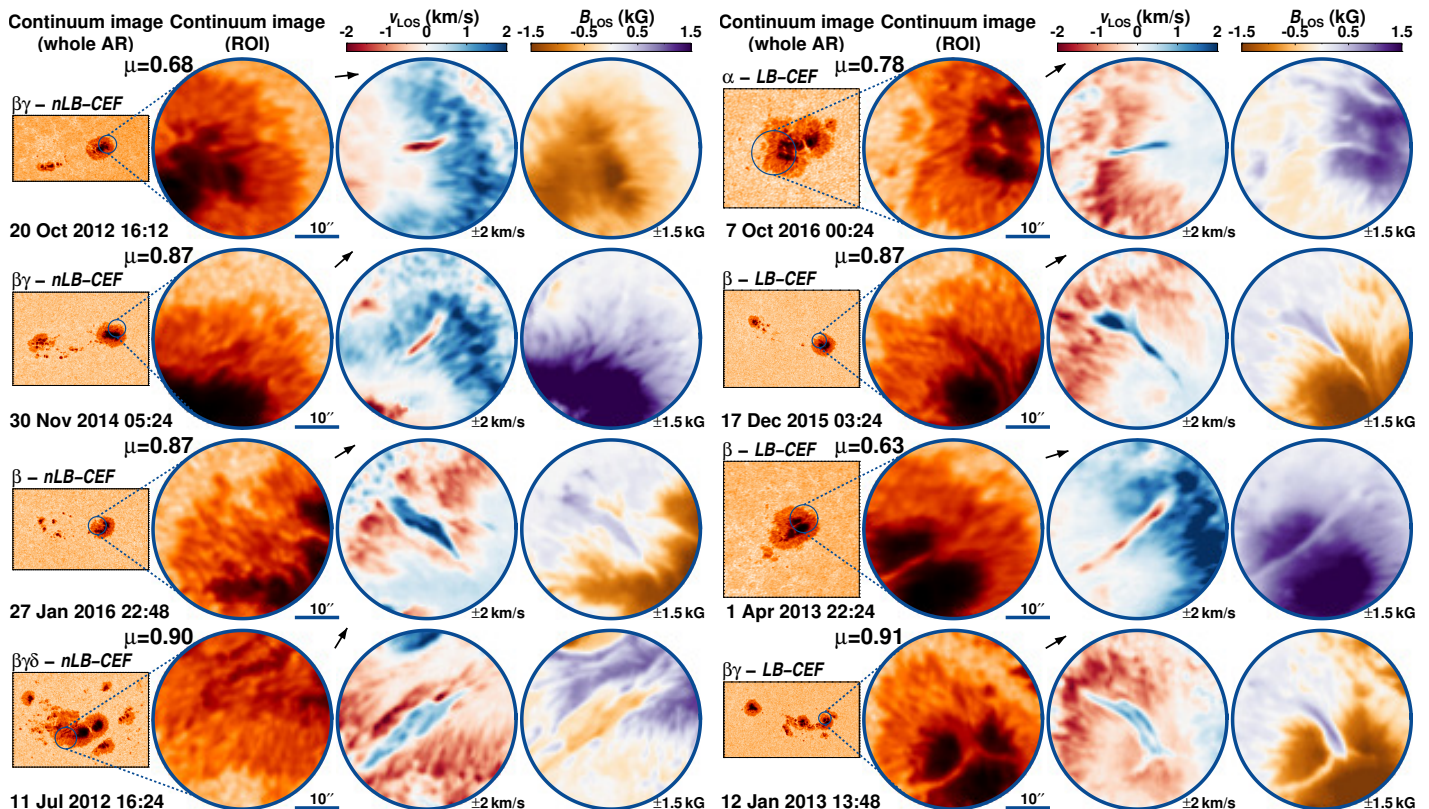 Continuum image (whole AR)
Continuum image (ROI)
vLOS (km/s)
-2 -1 0 1 2
BLOS (kG)
-1.5 -0.5 0.5 1.5
Continuum image (whole AR)
Continuum image (ROI)
vLOS (km/s)
-2 -1 0 1 2
BLOS (kG)
-1.5 -0.5 0.5 1.5
μ=0.68
βγ – nLB–CEF
20 Oct 2012 16:12
10″
±2 km/s
±1.5 kG
μ=0.78
α – LB–CEF
7 Oct 2016 00:24
10″
±2 km/s
±1.5 kG
μ=0.87
βγ – nLB–CEF
30 Nov 2014 05:24
10″
±2 km/s
±1.5 kG
μ=0.87
β – LB–CEF
17 Dec 2015 03:24
10″
±2 km/s
±1.5 kG
μ=0.87
β – nLB–CEF
27 Jan 2016 22:48
10″
±2 km/s
±1.5 kG
μ=0.63
β – LB–CEF
1 Apr 2013 22:24
10″
±2 km/s
±1.5 kG
μ=0.90
βγδ – nLB–CEF
11 Jul 2012 16:24
10″
±2 km/s
±1.5 kG
μ=0.91
βγ – LB–CEF
12 Jan 2013 13:48
10″
±2 km/s
±1.5 kG